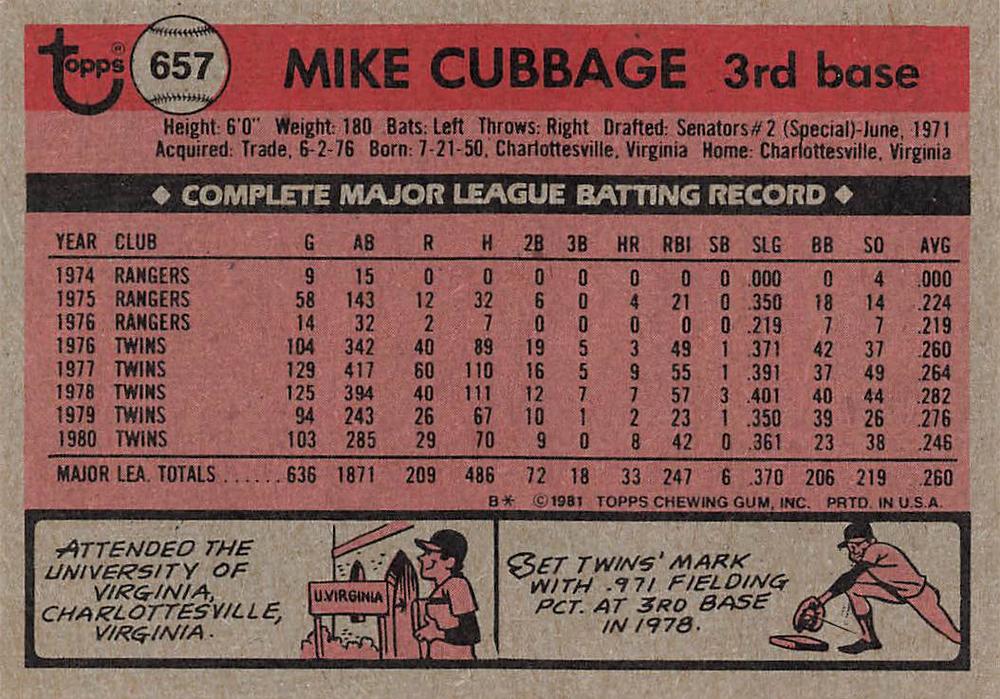 Topps® 657 MIKE CUBBAGE 3rd base
Height: 6'0" Weight: 180 Bats: Left Throws: Right Drafted: Senators #2 (Special)-June, 1971
Acquired: Trade, 6-2-76 Born: 7-21-50, Charlottesville, Virginia Home: Charlottesville, Virginia
◆ COMPLETE MAJOR LEAGUE BATTING RECORD ◆
YEAR CLUB G AB R H 2B 3B HR RBI SB SLG BB SO AVG
1974 RANGERS 9 15 0 0 0 0 0 0 0 .000 0 4 .000
1975 RANGERS 58 143 12 32 6 0 4 21 0 .350 18 14 .224
1976 RANGERS 14 32 2 7 0 0 0 0 0 .219 7 7 .219
1976 TWINS 104 342 40 89 19 5 3 49 1 .371 42 37 .260
1977 TWINS 129 417 60 110 16 5 9 55 1 .391 37 49 .264
1978 TWINS 125 394 40 111 12 7 7 57 3 .401 40 44 .282
1979 TWINS 94 243 26 67 10 1 2 23 1 .350 39 26 .276
1980 TWINS 103 285 29 70 9 0 8 42 0 .361 23 38 .246
MAJOR LEA. TOTALS ......636 1871 209 486 72 18 33 247 6 .370 206 219 .260
B* ©1981 TOPPS CHEWING GUM, INC. PRTD. IN U.S.A.
ATTENDED THE
UNIVERSITY OF
VIRGINIA,
CHARLOTTESVILLE,
VIRGINIA.
U.VIRGINIA
SET TWINS' MARK
WITH .971 FIELDING
PCT. AT 3RD BASE
IN 1978.